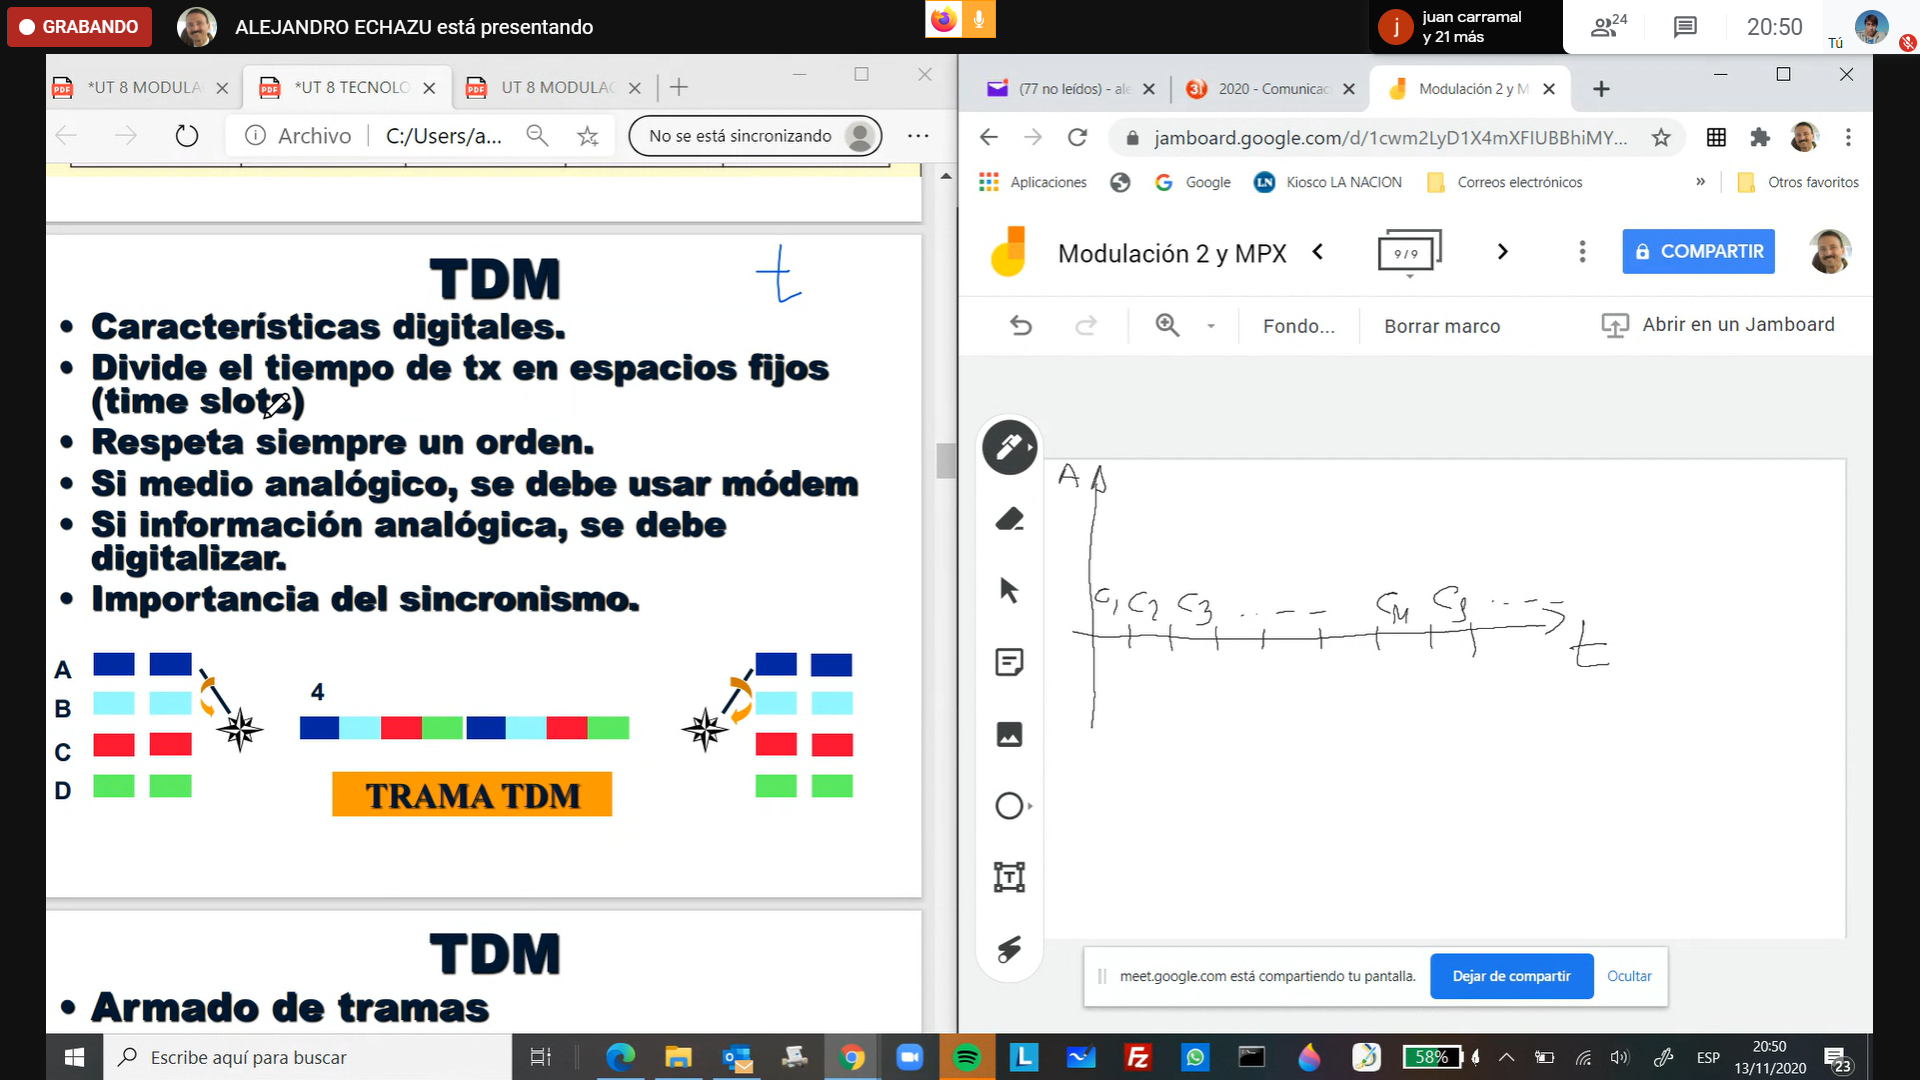 GRABANDO
ALEJANDRO ECHAZU está presentando
juan carramal
y 21 más
24
20:50
Tú
*UT 8 MODULA
*UT 8 TECNOLO
UT 8 MODULAC
Archivo
C:/Users/a...
No se está sincronizando
TDM
t
• Características digitales.
• Divide el tiempo de tx en espacios fijos
(time slots)
• Respeta siempre un orden.
• Si medio analógico, se debe usar módem
• Si información analógica, se debe
digitalizar.
• Importancia del sincronismo.
A
B
C
D
4
TRAMA TDM
TDM
• Armado de tramas
(77 no leídos) - ale
2020 - Comunicac
Modulación 2 y M
jamboard.google.com/d/1cwm2LyD1X4mXFIUBBhiMY...
Aplicaciones
Google
LN
Kiosco LA NACION
Correos electrónicos
»
Otros favoritos
Modulación 2 y MPX
9/9
COMPARTIR
Fondo...
Borrar marco
Abrir en un Jamboard
A
C1 C2 C3 ..--
t
meet.google.com está compartiendo tu pantalla.
Dejar de compartir
Ocultar
Escribe aquí para buscar
58%
ESP
20:50
13/11/2020
23